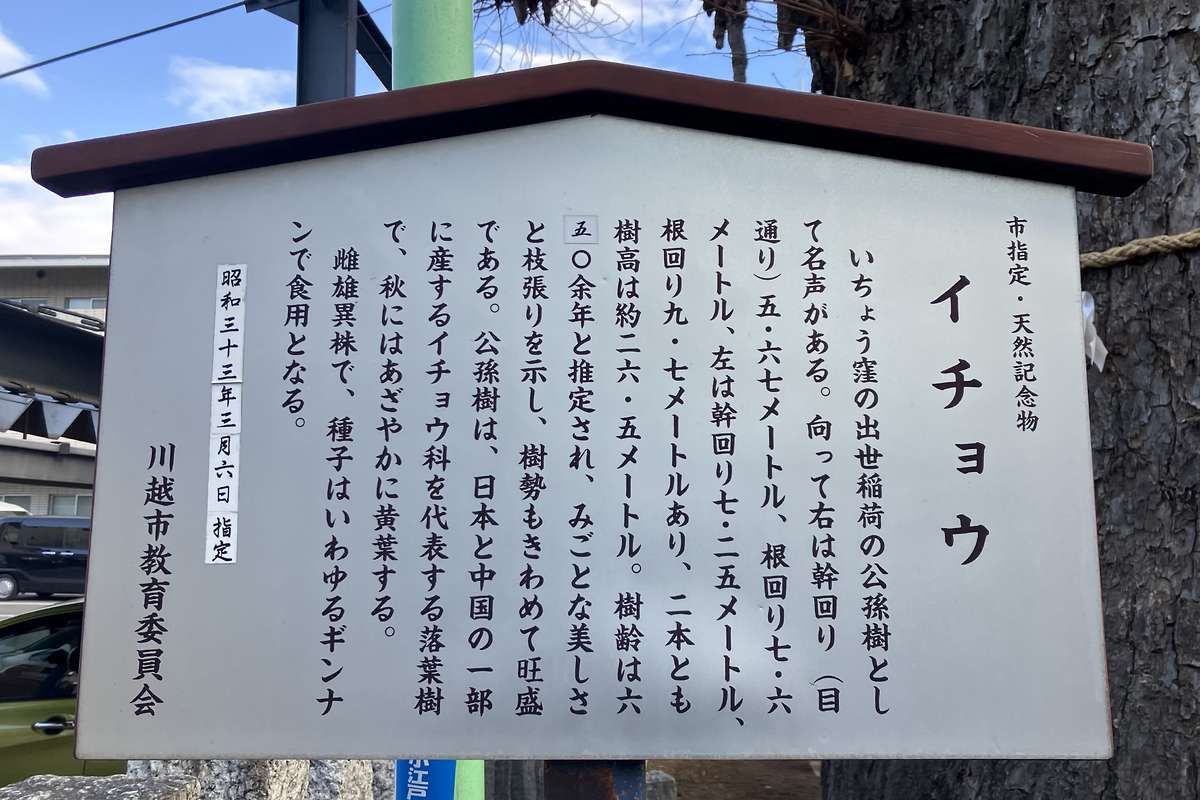 市指定・天然記念物
イチョウ
いちょう窪の出世稲荷の公孫樹とし
て名声がある。向って右は幹回り（目
通り）五・六七メートル、根回り七・六
メートル、左は幹回り七・二五メートル、
根回り九・七メートルあり、二本とも
樹高は約二六・五メートル。樹齢は六
五〇余年と推定され、みごとな美しさ
と枝張りを示し、樹勢もきわめて旺盛
である。公孫樹は、日本と中国の一部
に産するイチョウ科を代表する落葉樹
で、秋にはあざやかに黄葉する。
雌雄異株で、種子はいわゆるギンナ
ンで食用となる。
昭和三十三年三月六日指定
川越市教育委員会
小江戸